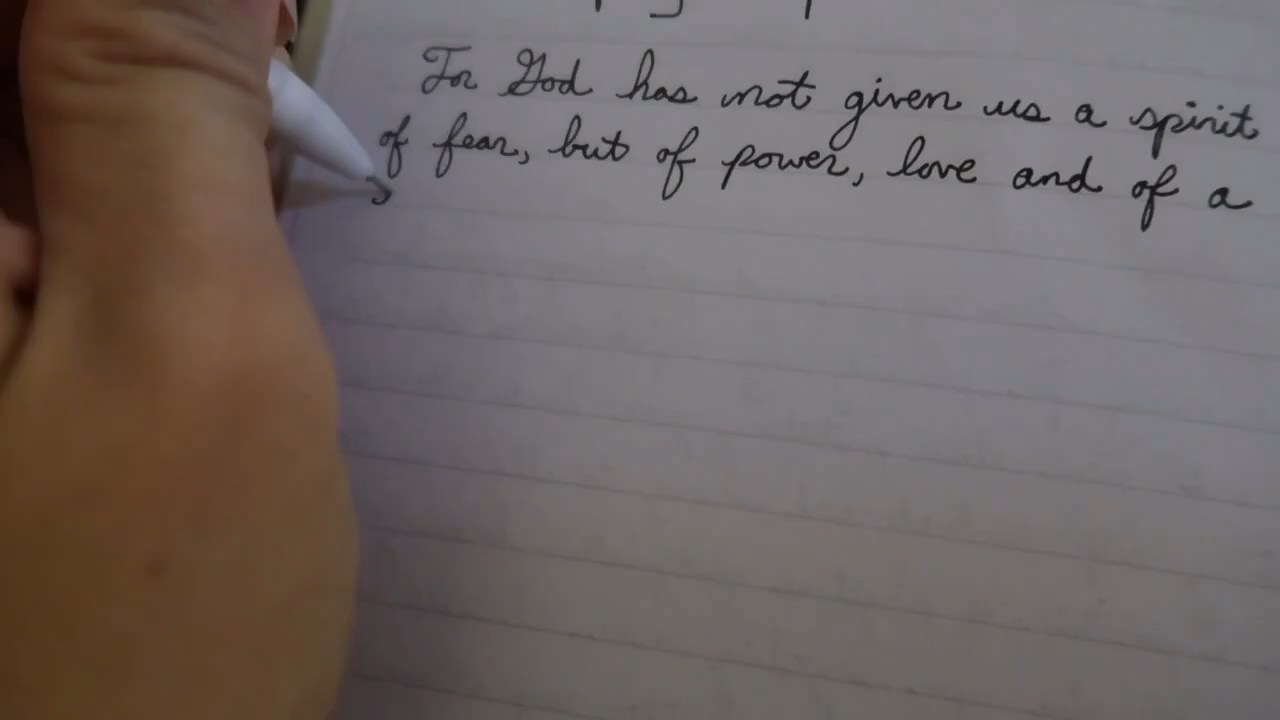 For God has not given us a spirit
of fear, but of power, love and of a